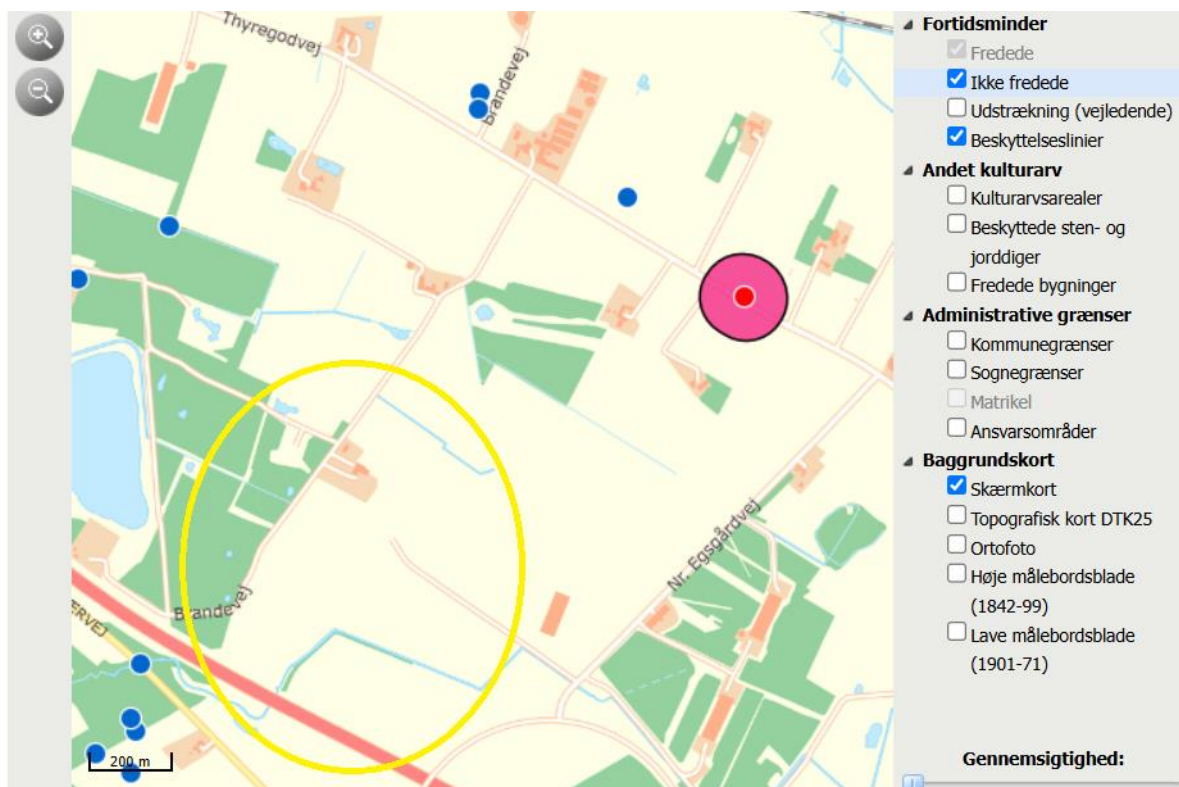 Thyregodvej
Brandevej
Nr. Egsgårdvej
Brandevej
ERVEJ
200 m
Fortidsminder
Fredede
Ikke fredede
Udstrækning (vejledende)
Beskyttelseslinier
Andet kulturarv
Kulturarvsarealer
Beskyttede sten- og
jorddiger
Fredede bygninger
Administrative grænser
Kommunegrænser
Sognegrænser
Matrikel
Ansvarsområder
Baggrundskort
Skærmkort
Topografisk kort DTK25
Ortofoto
Høje målebordsblade
(1842-99)
Lave målebordsblade
(1901-71)
Gennemsigtighed: